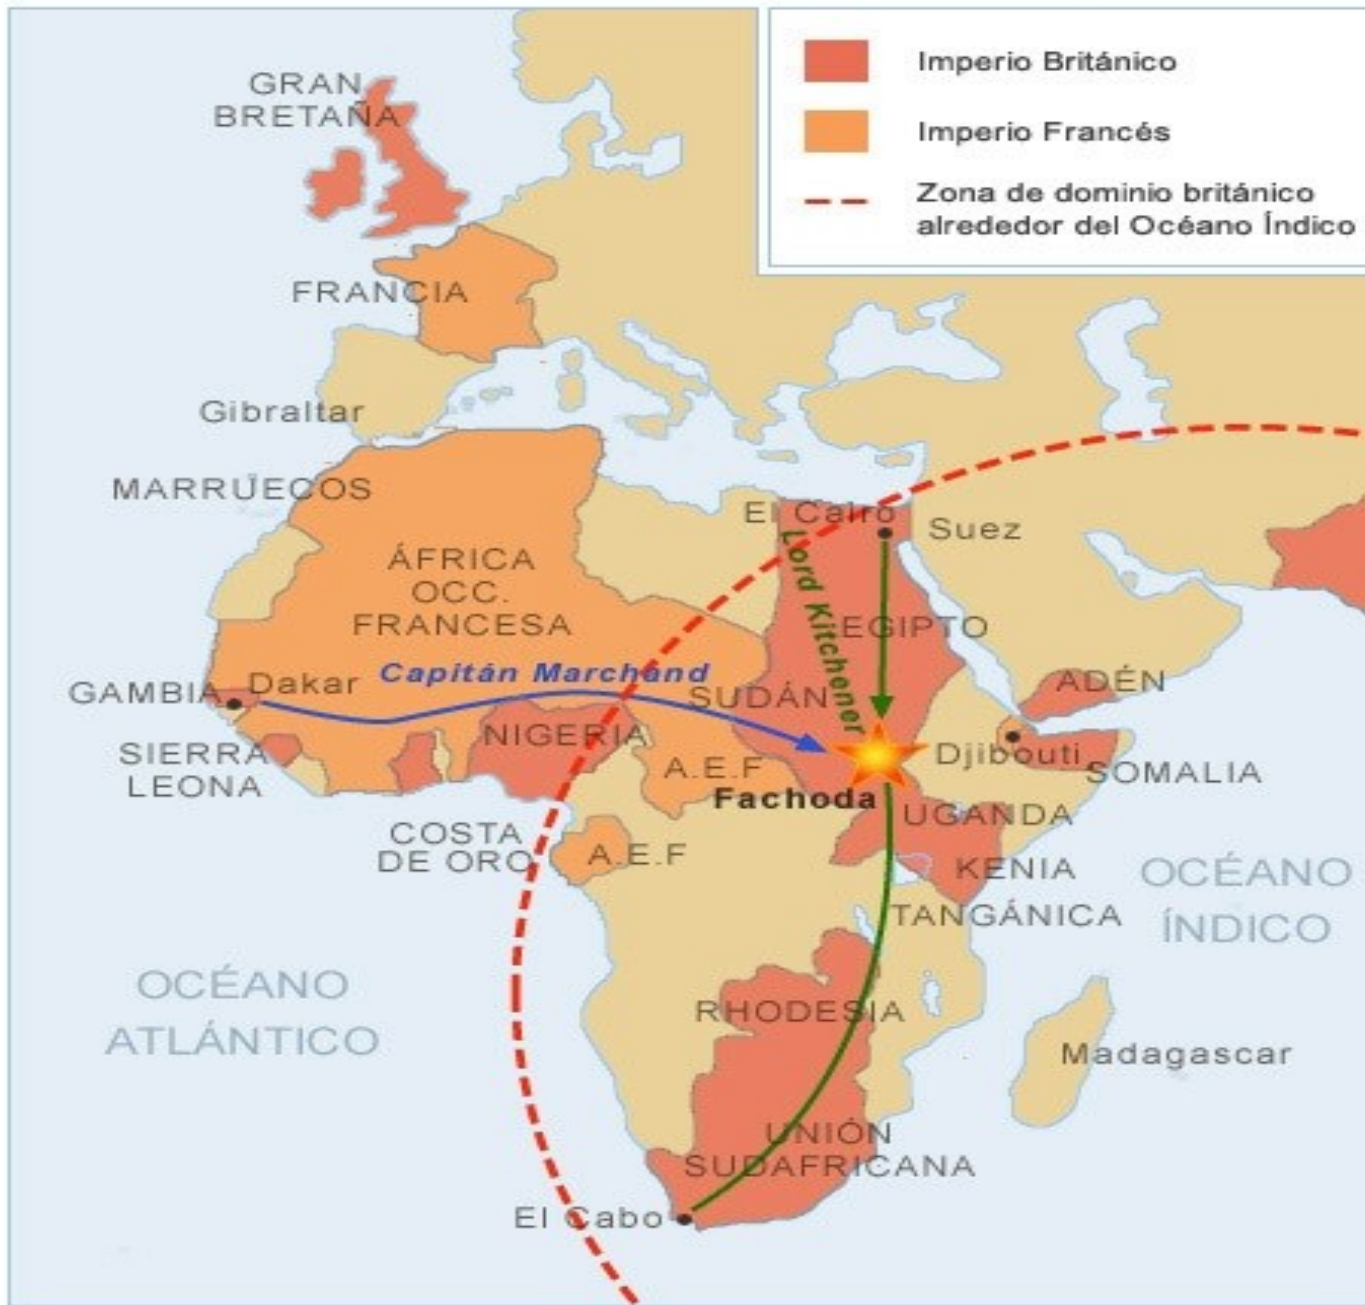 Imperio Británico
Imperio Francés
Zona de dominio británico
alrededor del Océano Índico
GRAN
BRETAÑA
FRANCIA
Gibraltar
MARRUECOS
El Cairo
Suez
Lord Kitchener
ÁFRICA
OCC.
FRANCESA
EGIPTO
Capitán Marchand
GAMBIA
Dakar
SUDÁN
ADÉN
NIGERIA
SIERRA
LEONA
A.E.F
Djibouti
SOMALIA
Fachoda
UGANDA
COSTA
DE ORO
A.E.F
KENIA
TANGÁNICA
OCÉANO
ÍNDICO
OCÉANO
ATLÁNTICO
RHODESIA
Madagascar
UNIÓN
SUDAFRICANA
El Cabo